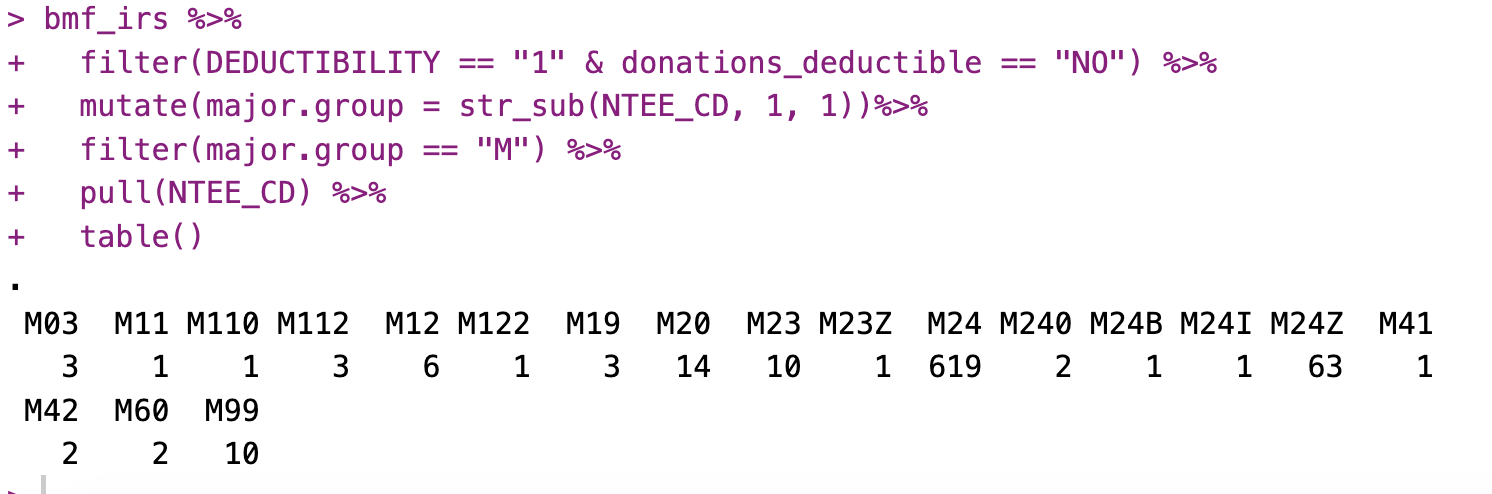 > bmf_irs %>%
+   filter(DEDUCTIBILITY == "1" & donations_deductible == "NO") %>%
+   mutate(major.group = str_sub(NTEE_CD, 1, 1))%>%
+   filter(major.group == "M") %>%
+   pull(NTEE_CD) %>%
+   table()
.
 M03  M11 M110 M112  M12 M122  M19  M20  M23 M23Z  M24 M240 M24B M24I M24Z  M41
   3    1    1    3    6    1    3   14   10    1  619    2    1    1   63    1
 M42  M60  M99
   2    2   10
>